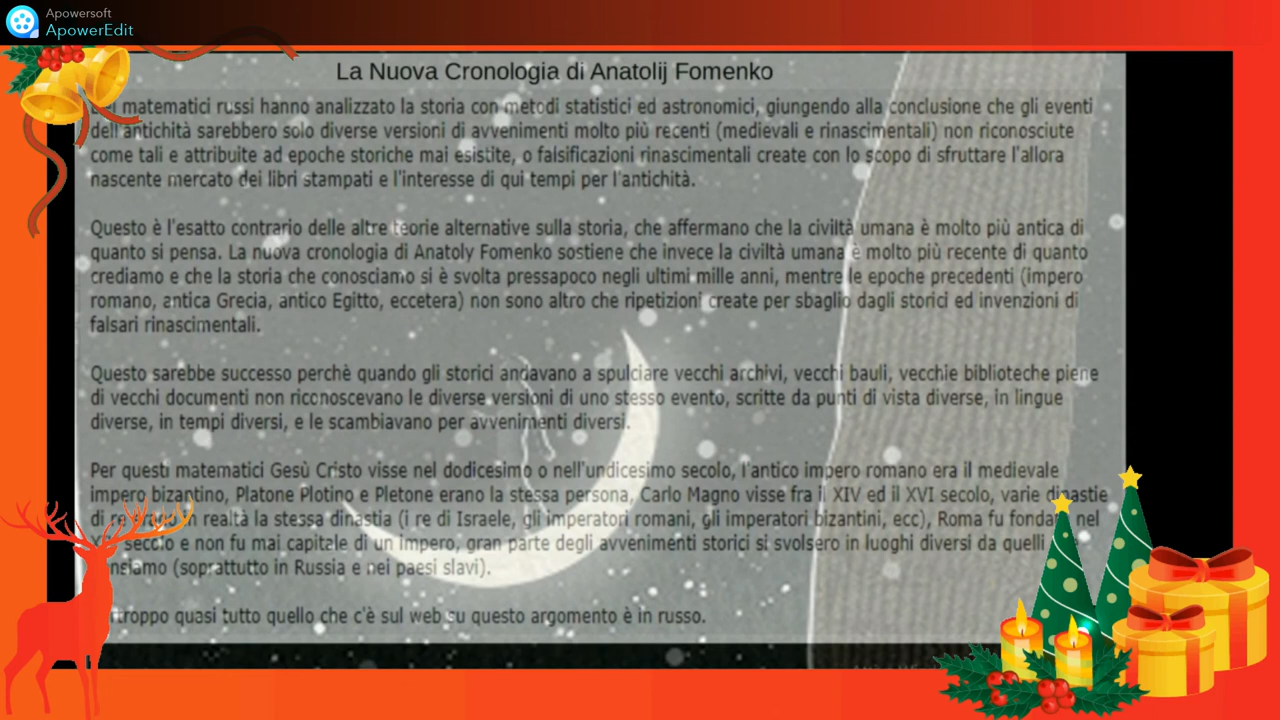 Apowersoft
ApowerEdit
La Nuova Cronologia di Anatolij Fomenko
matematici russi hanno analizzato la storia con metodi statistici ed astronomici, giungendo alla conclusione che gli eventi
dell'antichità sarebbero solo diverse versioni di avvenimenti molto più recenti (medievali e rinascimentali) non riconosciute
come tali e attribuite ad epoche storiche mai esistite, o falsificazioni rinascimentali create con lo scopo di sfruttare l'allora
nascente mercato dei libri stampati e l'interesse di qui tempi per l'antichità.
Questo è l'esatto contrario delle altre teorie alternative sulla storia, che affermano che la civiltà umana è molto più antica di
quanto si pensa. La nuova cronologia di Anatoly Fomenko sostiene che invece la civiltà umana è molto più recente di quanto
crediamo e che la storia che conosciamo si è svolta pressapoco negli ultimi mille anni, mentre le epoche precedenti (impero
romano, antica Grecia, antico Egitto, eccetera) non sono altro che ripetizioni create per sbaglio dagli storici ed invenzioni di
falsari rinascimentali.
Questo sarebbe successo perchè quando gli storici andavano a spulciare vecchi archivi, vecchi bauli, vecchie biblioteche piene
di vecchi documenti non riconoscevano le diverse versioni di uno stesso evento, scritte da punti di vista diverse, in lingue
diverse, in tempi diversi, e le scambiavano per avvenimenti diversi.
Per questi matematici Gesù Cristo visse nel dodicesimo o nell'undicesimo secolo, l'antico impero romano era il medievale
impero bizantino, Platone Plotino e Pletone erano la stessa persona, Carlo Magno visse fra il XIV ed il XVI secolo, varie dinastie
di in realtà la stessa dinastia (i re di Israele, gli imperatori romani, gli imperatori bizantini, ecc), Roma fu nel
secolo e non fu mai capitale di un impero, gran parte degli avvenimenti storici si svolsero in luoghi diversi da quelli
(soprattutto in Russia e nei paesi slavi).
quasi tutto quello che c'è sul web su questo argomento è in russo.